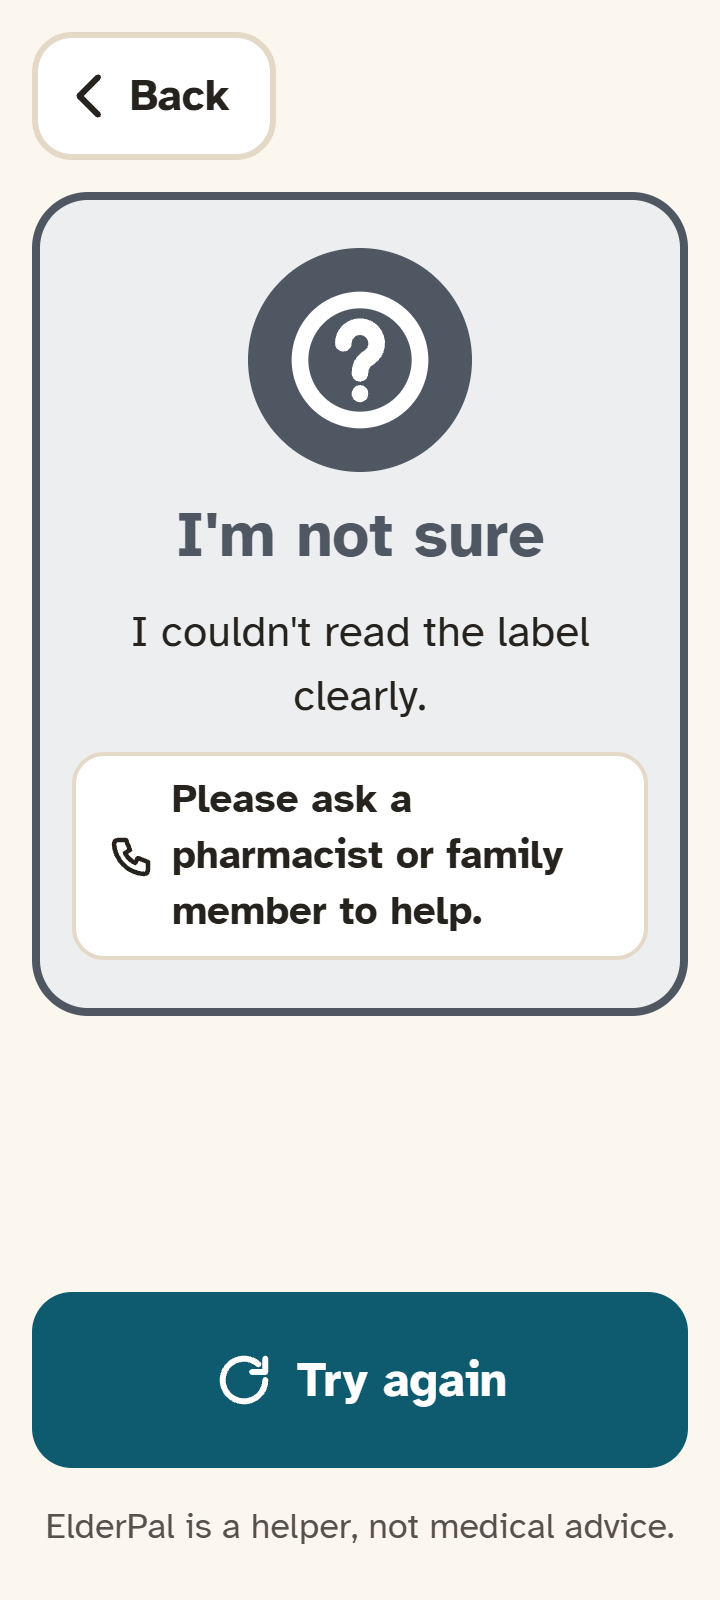 Back
I'm not sure
I couldn't read the label
clearly.
Please ask a
pharmacist or family
member to help.
Try again
ElderPal is a helper, not medical advice.